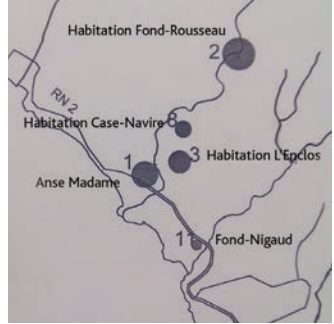 Habitation Fond-Rousseau
2
RN 2
Habitation Case-Navire
8
3
Habitation L'Enclos
1
Anse Madame
11
Fond-Nigaud